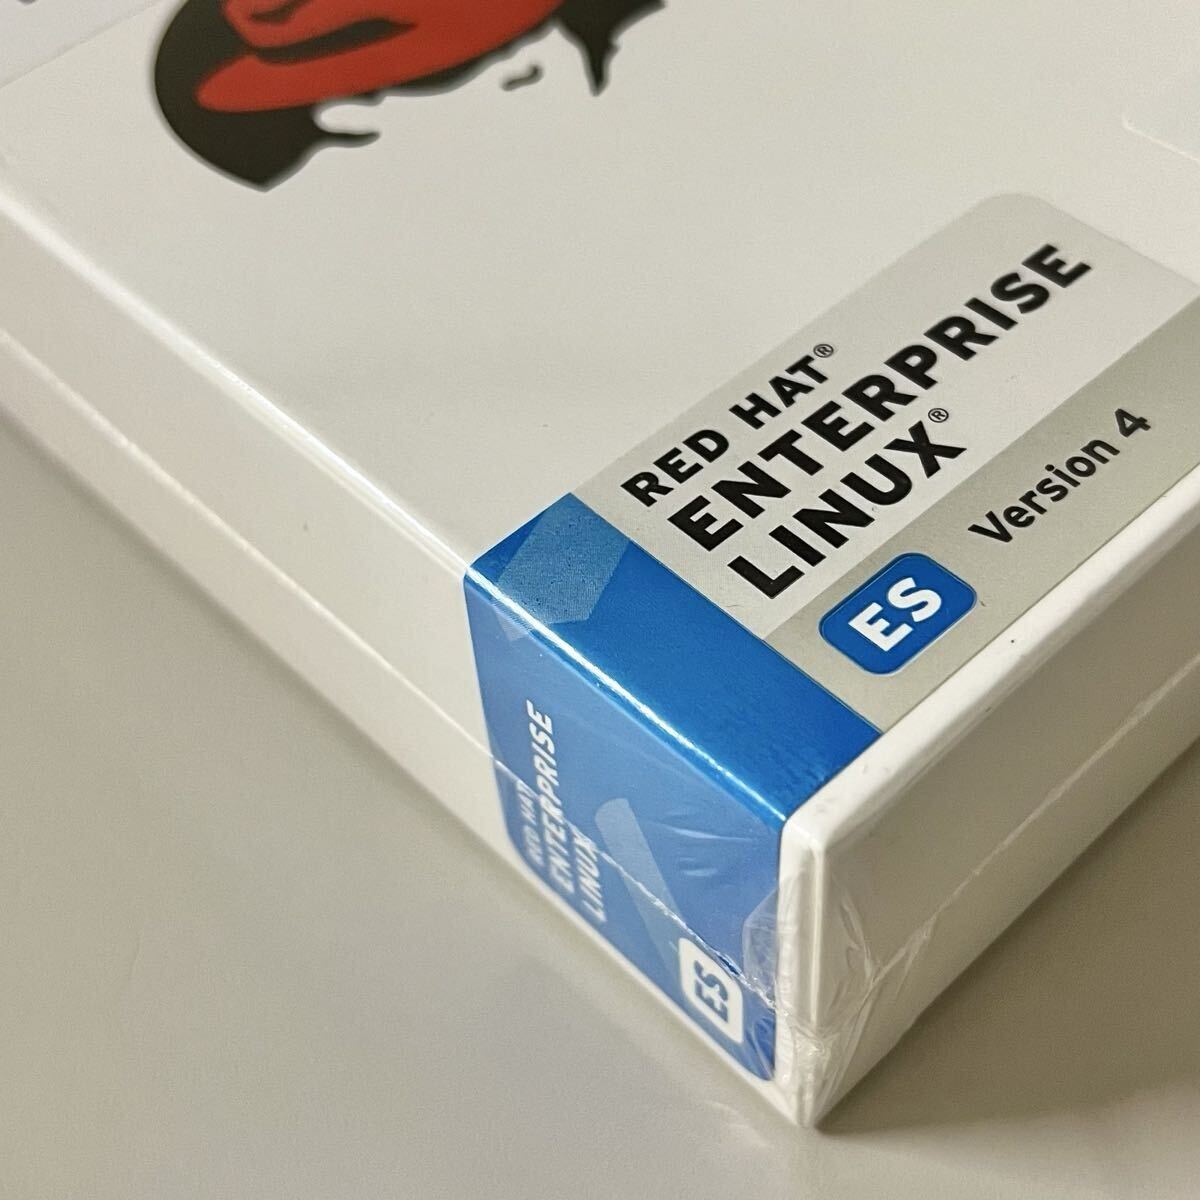 RED HAT®
ENTERPRISE
LINUX®
ES Version 4
RED HAT
ENTERPRISE
LINUX
ES